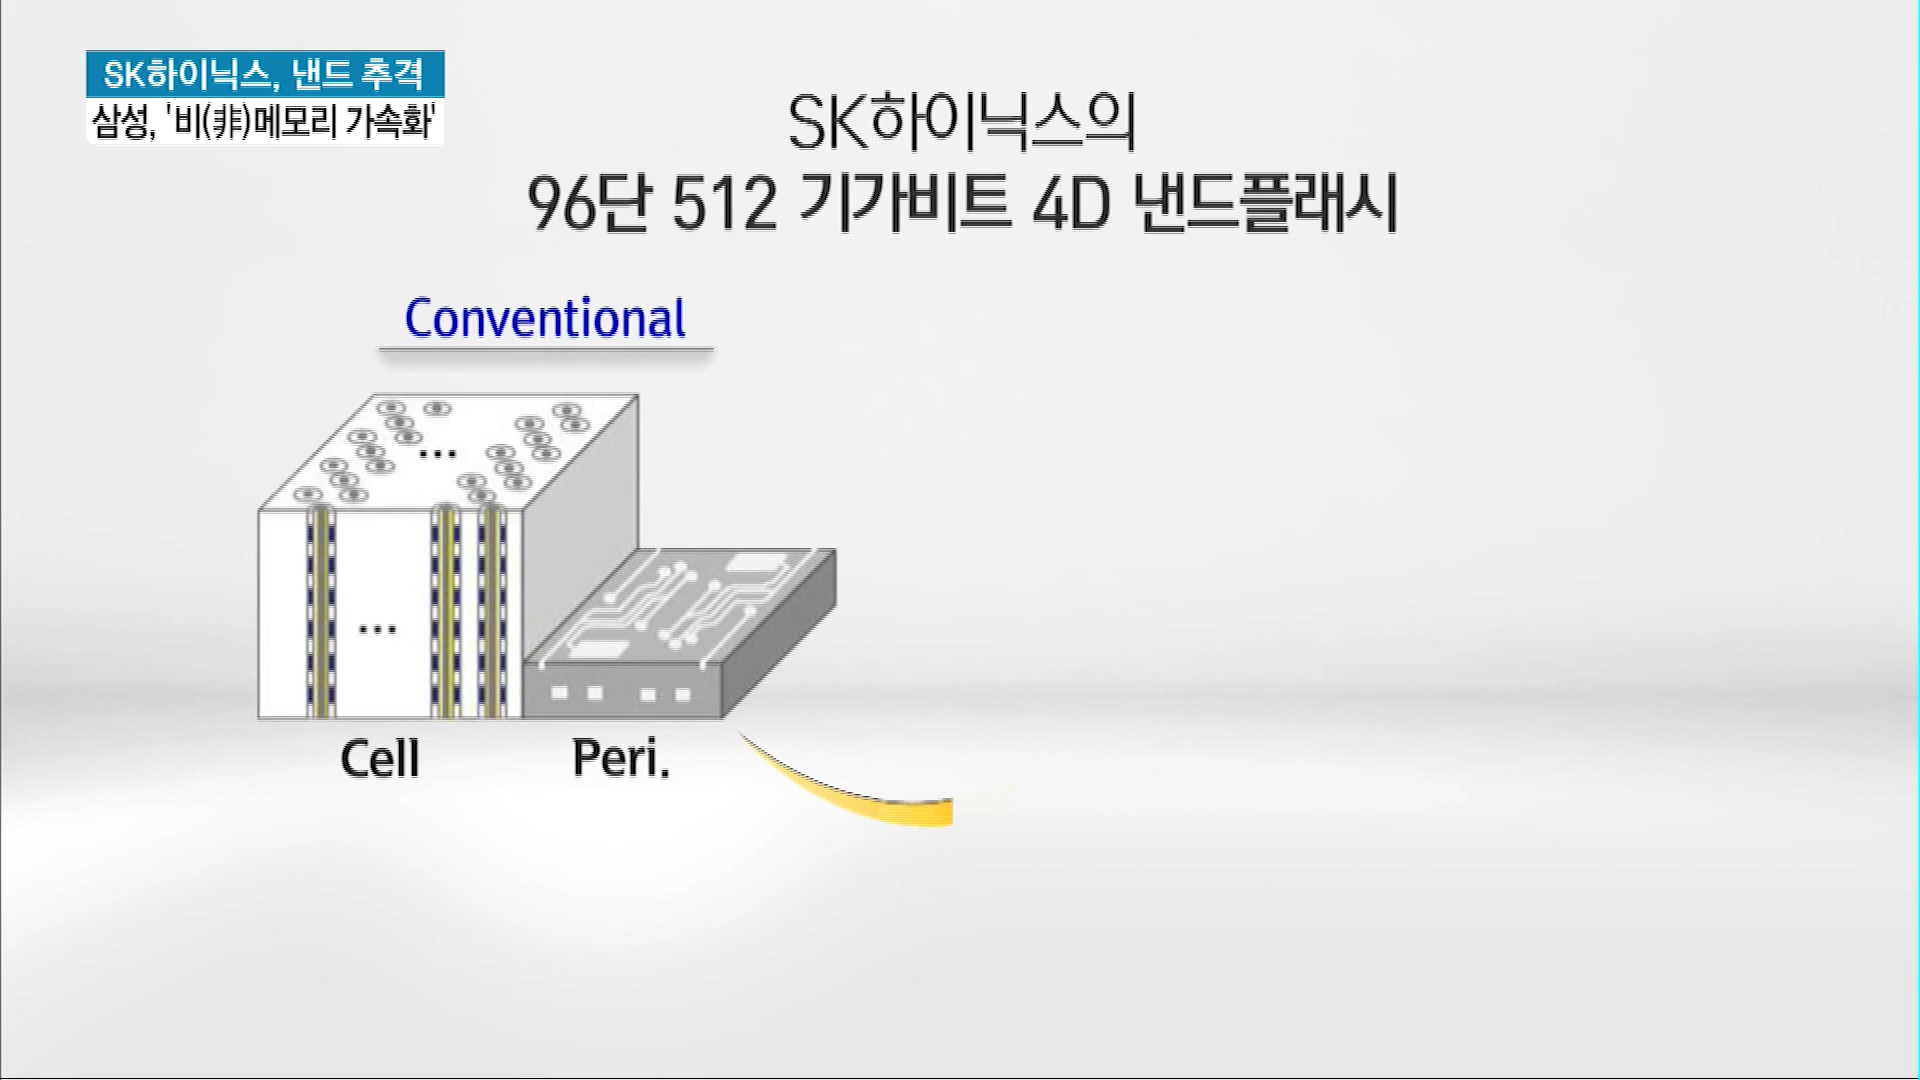 SK하이닉스, 낸드 추격
삼성, '비(非)메모리 가속화'
SK하이닉스의
96단 512 기가비트 4D 낸드플래시
Conventional
...
...
Cell
Peri.